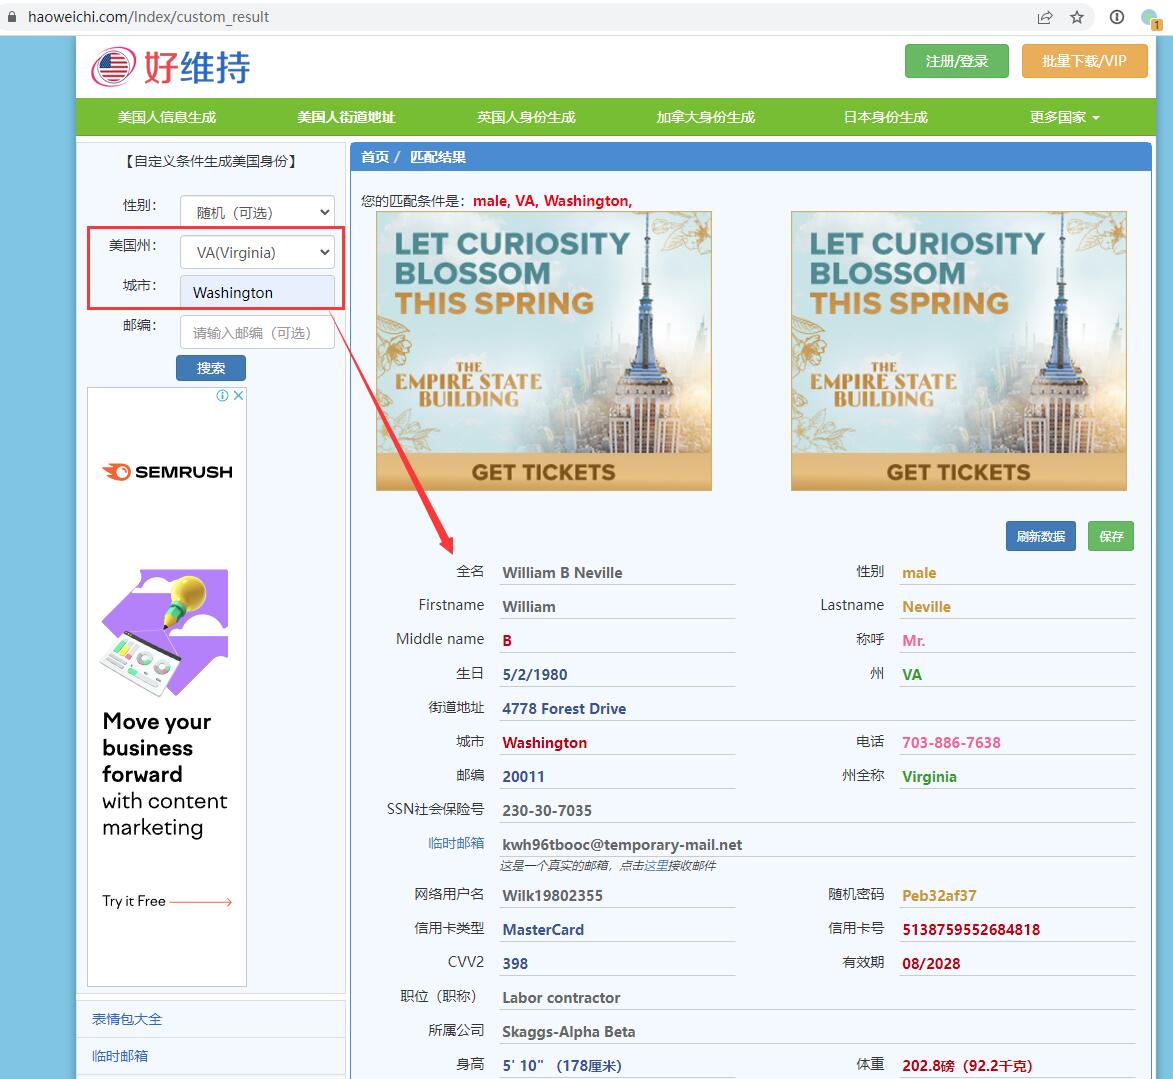 haoweichi.com/Index/custom_result
1
好维持
注册/登录
批量下载/VIP
美国人信息生成
美国人街道地址
英国人身份生成
加拿大身份生成
日本身份生成
更多国家
【自定义条件生成美国身份】
性别：
随机（可选）
美国州：
VA(Virginia)
城市：
Washington
邮编：
请输入邮编（可选）
搜索
SEMRUSH
Move your
business
forward
with content
marketing
Try it Free
表情包大全
临时邮箱
首页 / 匹配结果
您的匹配条件是：male, VA, Washington,
LET CURIOSITY
BLOSSOM
THIS SPRING
THE
EMPIRE STATE
BUILDING
GET TICKETS
LET CURIOSITY
BLOSSOM
THIS SPRING
THE
EMPIRE STATE
BUILDING
GET TICKETS
刷新数据
保存
全名 William B Neville 性别 male
Firstname William Lastname Neville
Middle name B 称呼 Mr.
生日 5/2/1980 州 VA
街道地址 4778 Forest Drive
城市 Washington 电话 703-886-7638
邮编 20011 州全称 Virginia
SSN社会保险号 230-30-7035
临时邮箱 kwh96tbooc@temporary-mail.net
这是一个真实的邮箱，点击这里接收邮件
网络用户名 Wilk19802355 随机密码 Peb32af37
信用卡类型 MasterCard 信用卡号 5138759552684818
CVV2 398 有效期 08/2028
职位（职称） Labor contractor
所属公司 Skaggs-Alpha Beta
身高 5' 10" （178厘米） 体重 202.8磅（92.2千克）